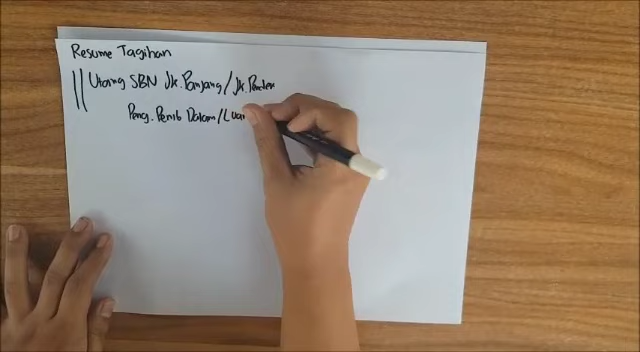 Resume Tagihan
|| Utang SBN Jk. Panjang / Jk. Pendek
Peng. Pemb Dalam / Luar